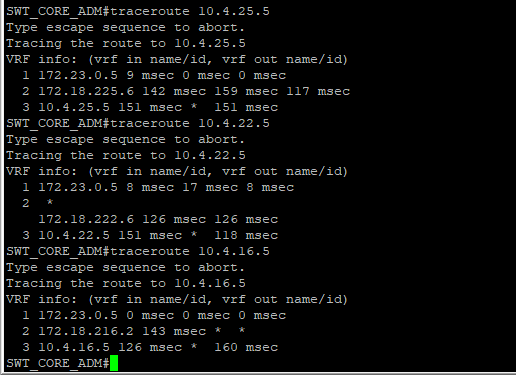 SWT_CORE_ADM#traceroute 10.4.25.5
Type escape sequence to abort.
Tracing the route to 10.4.25.5
VRF info: (vrf in name/id, vrf out name/id)
  1 172.23.0.5 9 msec 0 msec 0 msec
  2 172.18.225.6 142 msec 159 msec 117 msec
  3 10.4.25.5 151 msec *  151 msec
SWT_CORE_ADM#traceroute 10.4.22.5
Type escape sequence to abort.
Tracing the route to 10.4.22.5
VRF info: (vrf in name/id, vrf out name/id)
  1 172.23.0.5 8 msec 17 msec 8 msec
  2  *
    172.18.222.6 126 msec 126 msec
  3 10.4.22.5 151 msec *  118 msec
SWT_CORE_ADM#traceroute 10.4.16.5
Type escape sequence to abort.
Tracing the route to 10.4.16.5
VRF info: (vrf in name/id, vrf out name/id)
  1 172.23.0.5 0 msec 0 msec 0 msec
  2 172.18.216.2 143 msec *  *
  3 10.4.16.5 126 msec *  160 msec
SWT_CORE_ADM#